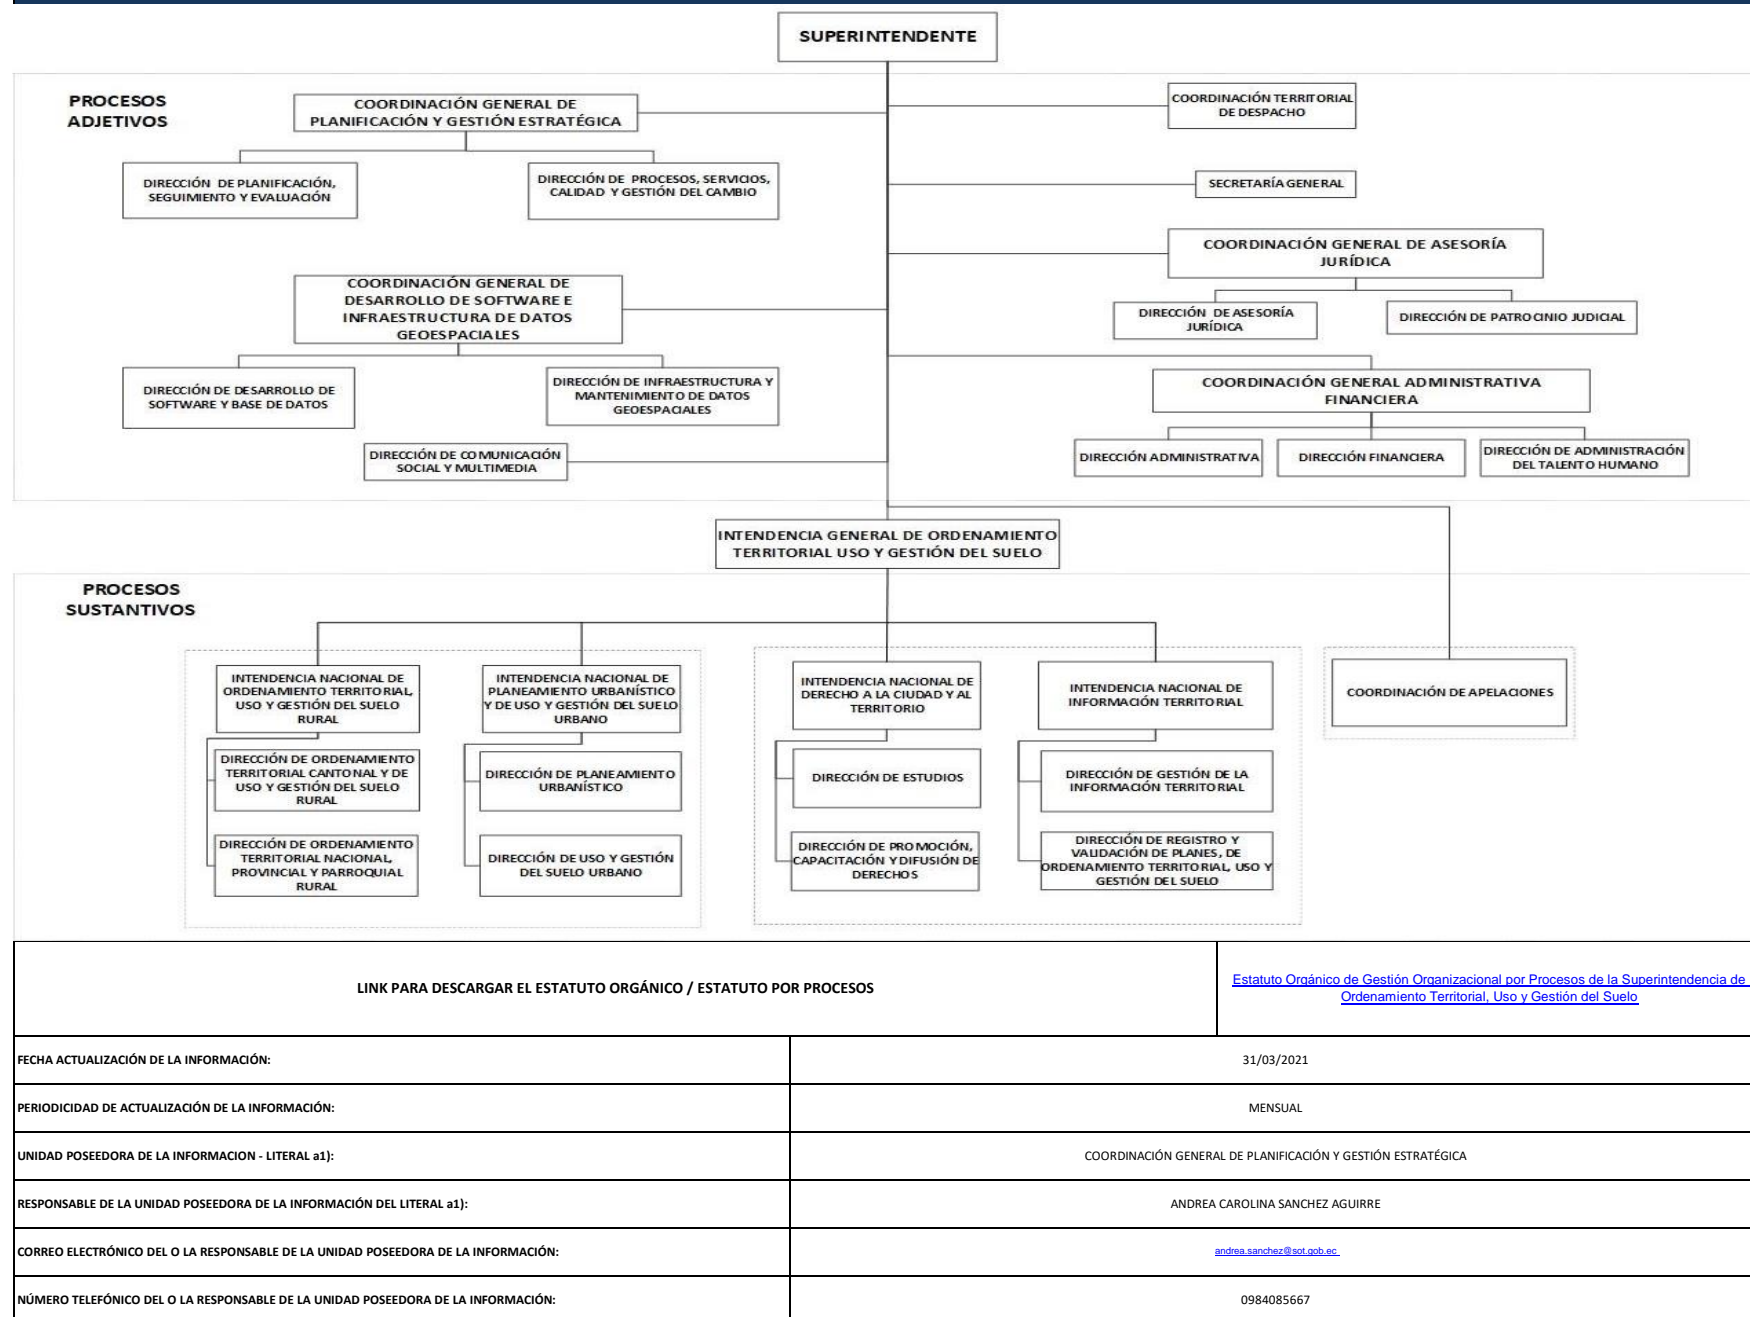 SUPERINTENDENTE
PROCESOS
ADJETIVOS
COORDINACIÓN GENERAL DE
PLANIFICACIÓN Y GESTIÓN ESTRATÉGICA
COORDINACIÓN TERRITORIAL
DE DESPACHO
DIRECCIÓN DE PLANIFICACIÓN,
SEGUIMIENTO Y EVALUACIÓN
DIRECCIÓN DE PROCESOS, SERVICIOS,
CALIDAD Y GESTIÓN DEL CAMBIO
SECRETARÍA GENERAL
COORDINACIÓN GENERAL DE ASESORÍA
JURÍDICA
COORDINACIÓN GENERAL DE
DESARROLLO DE SOFTWARE E
INFRAESTRUCTURA DE DATOS
GEOESPACIALES
DIRECCIÓN DE ASESORÍA
JURÍDICA
DIRECCIÓN DE PATROCINIO JUDICIAL
DIRECCIÓN DE DESARROLLO DE
SOFTWARE Y BASE DE DATOS
DIRECCIÓN DE INFRAESTRUCTURA Y
MANTENIMIENTO DE DATOS
GEOESPACIALES
COORDINACIÓN GENERAL ADMINISTRATIVA
FINANCIERA
DIRECCIÓN DE COMUNICACIÓN
SOCIAL Y MULTIMEDIA
DIRECCIÓN ADMINISTRATIVA
DIRECCIÓN FINANCIERA
DIRECCIÓN DE ADMINISTRACIÓN
DEL TALENTO HUMANO
INTENDENCIA GENERAL DE ORDENAMIENTO
TERRITORIAL USO Y GESTIÓN DEL SUELO
PROCESOS
SUSTANTIVOS
INTENDENCIA NACIONAL DE
ORDENAMIENTO TERRITORIAL,
USO Y GESTIÓN DEL SUELO
RURAL
INTENDENCIA NACIONAL DE
PLANEAMIENTO URBANÍSTICO
Y DE USO Y GESTIÓN DEL SUELO
URBANO
INTENDENCIA NACIONAL DE
DERECHO A LA CIUDAD Y AL
TERRITORIO
INTENDENCIA NACIONAL DE
INFORMACIÓN TERRITORIAL
COORDINACIÓN DE APELACIONES
DIRECCIÓN DE ORDENAMIENTO
TERRITORIAL CANTONAL Y DE
USO Y GESTIÓN DEL SUELO
RURAL
DIRECCIÓN DE PLANEAMIENTO
URBANÍSTICO
DIRECCIÓN DE ESTUDIOS
DIRECCIÓN DE GESTIÓN DE LA
INFORMACIÓN TERRITORIAL
DIRECCIÓN DE ORDENAMIENTO
TERRITORIAL NACIONAL,
PROVINCIAL Y PARROQUIAL
RURAL
DIRECCIÓN DE USO Y GESTIÓN
DEL SUELO URBANO
DIRECCIÓN DE PROMOCIÓN,
CAPACITACIÓN Y DIFUSIÓN DE
DERECHOS
DIRECCIÓN DE REGISTRO Y
VALIDACIÓN DE PLANES, DE
ORDENAMIENTO TERRITORIAL, USO Y
GESTIÓN DEL SUELO
LINK PARA DESCARGAR EL ESTATUTO ORGÁNICO / ESTATUTO POR PROCESOS
Estatuto Orgánico de Gestión Organizacional por Procesos de la Superintendencia de
Ordenamiento Territorial, Uso y Gestión del Suelo
FECHA ACTUALIZACIÓN DE LA INFORMACIÓN:
31/03/2021
PERIODICIDAD DE ACTUALIZACIÓN DE LA INFORMACIÓN:
MENSUAL
UNIDAD POSEEDORA DE LA INFORMACION - LITERAL a1):
COORDINACIÓN GENERAL DE PLANIFICACIÓN Y GESTIÓN ESTRATÉGICA
RESPONSABLE DE LA UNIDAD POSEEDORA DE LA INFORMACIÓN DEL LITERAL a1):
ANDREA CAROLINA SANCHEZ AGUIRRE
CORREO ELECTRÓNICO DEL O LA RESPONSABLE DE LA UNIDAD POSEEDORA DE LA INFORMACIÓN:
andrea.sanchez@sot.gob.ec
NÚMERO TELEFÓNICO DEL O LA RESPONSABLE DE LA UNIDAD POSEEDORA DE LA INFORMACIÓN:
0984085667